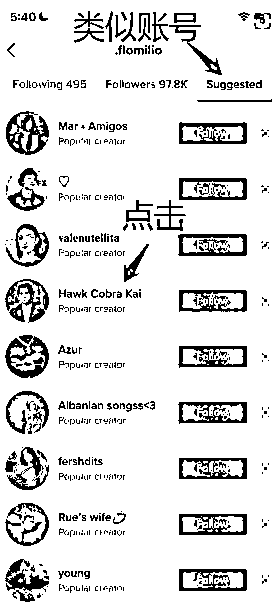 5:40
类似账号
.flomilio
Following 495 Followers 97.8K Suggested
Mar • Amigos
Popular creator
Follow
♡
Popular creator
Follow
点击
valenuteliita
Popular creator
Follow
Hawk Cobra Kai
Popular creator
Follow
Azur
Popular creator
Follow
Albanian songss<3
Popular creator
Follow
fershdits
Popular creator
Follow
Rue's wife
Popular creator
Follow
young
Popular creator
Follow